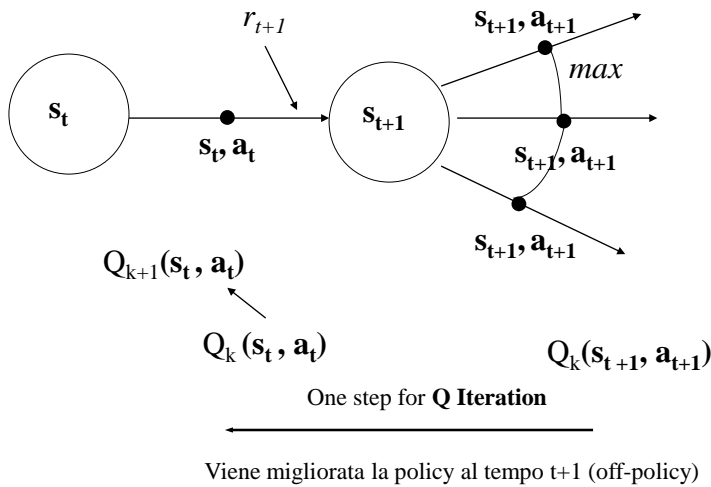 r_{t+1}
s_{t+1}, a_{t+1}
max
s_t
s_{t+1}
s_t, a_t
s_{t+1}, a_{t+1}
s_{t+1}, a_{t+1}
Q_{k+1}(s_t, a_t)
Q_k(s_t, a_t)
Q_k(s_{t+1}, a_{t+1})
One step for Q Iteration
Viene migliorata la policy al tempo t+1 (off-policy)